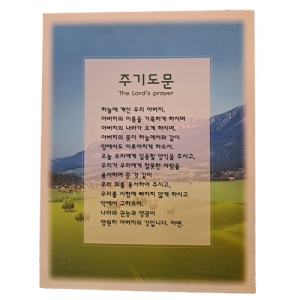 주기도문
The Lord's prayer
하늘에 계신 우리 아버지,
아버지의 이름을 거룩하게 하시며
아버지의 나라가 오게 하시며,
아버지의 뜻이 하늘에서와 같이
땅에서도 이루어지게 하소서.
오늘 우리에게 일용할 양식을 주시고,
우리가 우리에게 잘못한 사람을
용서하여 준 것 같이
우리 죄를 용서하여 주시고,
우리를 시험에 빠지지 않게 하시고
악에서 구하소서.
나라와 권능과 영광이
영원히 아버지의 것입니다. 아멘.